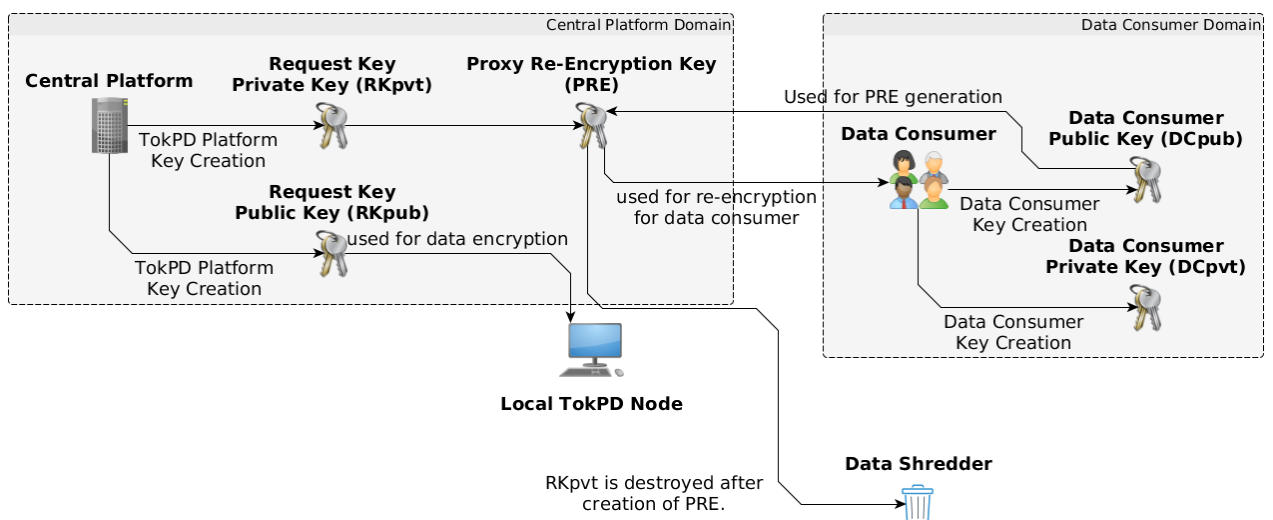 Central Platform Domain
Central Platform
Request Key
Private Key (RKpvt)
Proxy Re-Encryption Key
(PRE)
TokPD Platform
Key Creation
Request Key
Public Key (RKpub)
used for data encryption
TokPD Platform
Key Creation
Data Consumer Domain
Used for PRE generation
Data Consumer
Data Consumer
Public Key (DCpub)
used for re-encryption
for data consumer
Data Consumer
Key Creation
Data Consumer
Private Key (DCpvt)
Data Consumer
Key Creation
Local TokPD Node
Data Shredder
RKpvt is destroyed after
creation of PRE.